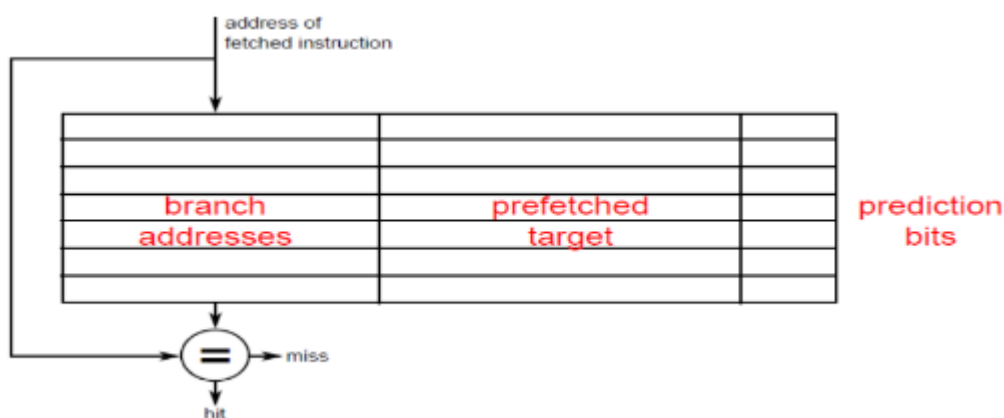 address of
fetched instruction
branch
addresses
prefetched
target
prediction
bits
=
miss
hit